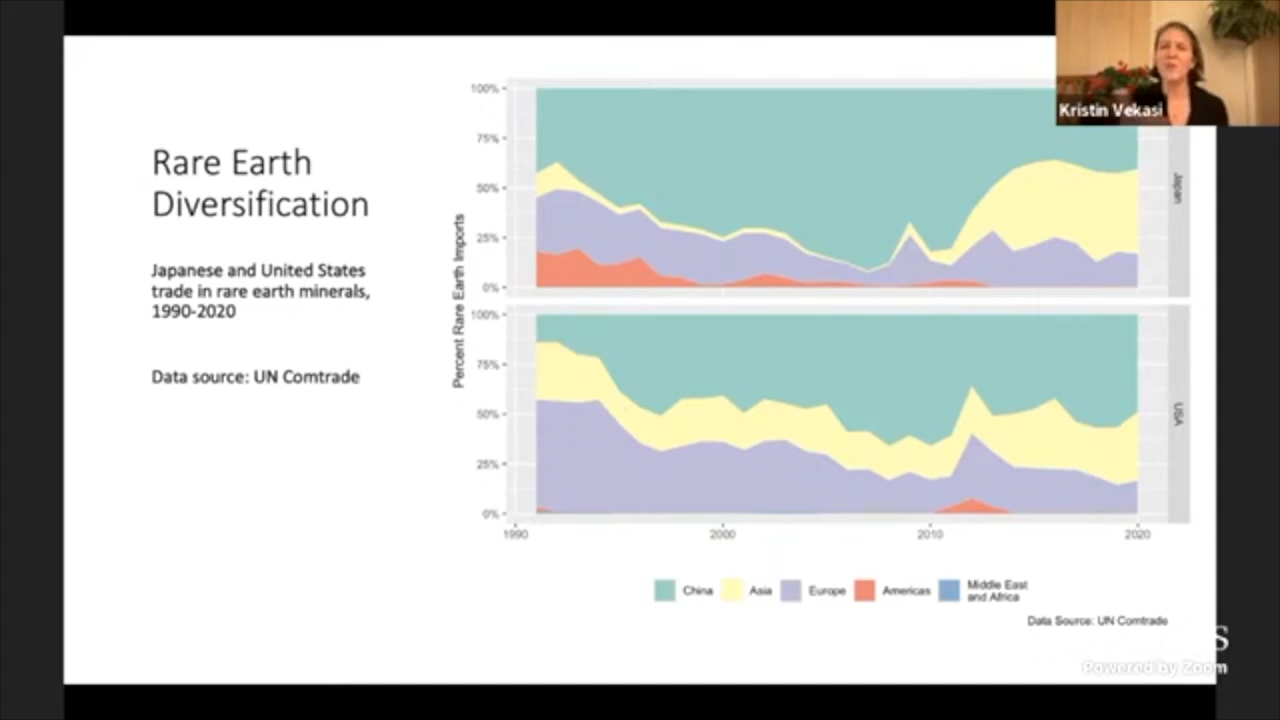 Kristin Vekasi
Rare Earth
Diversification
Japanese and United States
trade in rare earth minerals,
1990-2020
Data source: UN Comtrade
Percent Rare Earth Imports
100%
75%
50%
25%
0%
Japan
100%
75%
50%
25%
0%
USA
1990
2000
2010
2020
China
Asia
Europe
Americas
Middle East
and Africa
Data Source: UN Comtrade
S
Powered by Zoom